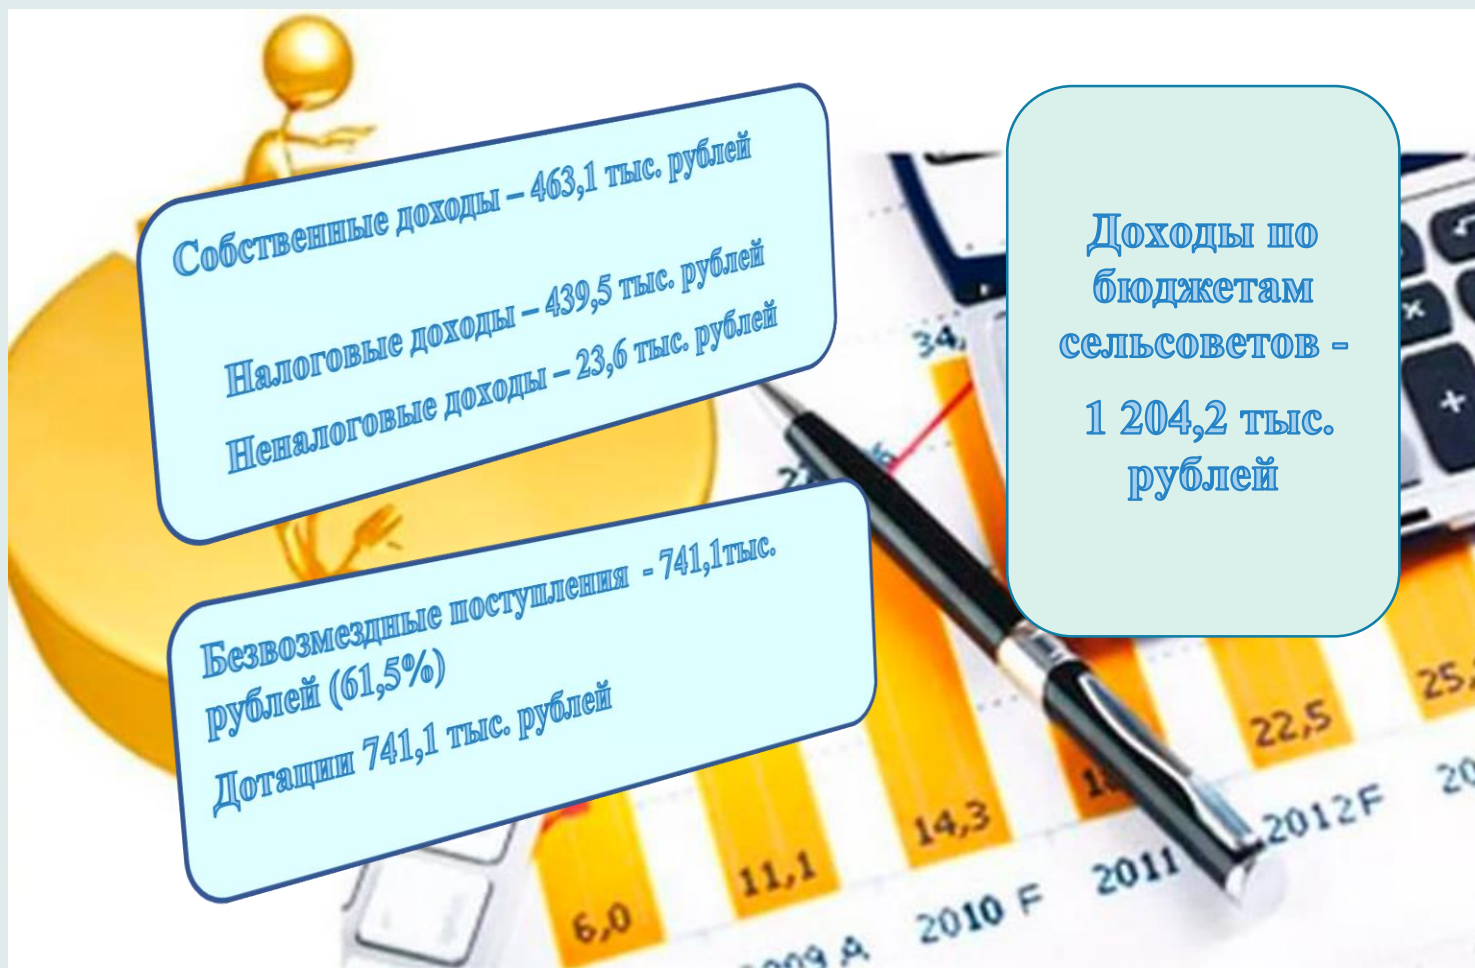 Собственные доходы – 463,1 тыс. рублей
Налоговые доходы – 439,5 тыс. рублей
Неналоговые доходы – 23,6 тыс. рублей
Безвозмездные поступления - 741,1тыс.
рублей (61,5%)
Дотации 741,1 тыс. рублей
Доходы по
бюджетам
сельсоветов -
1 204,2 тыс.
рублей
34,
6,0
11,1
14,3
22,5
25,
2010 F
2011
2012F